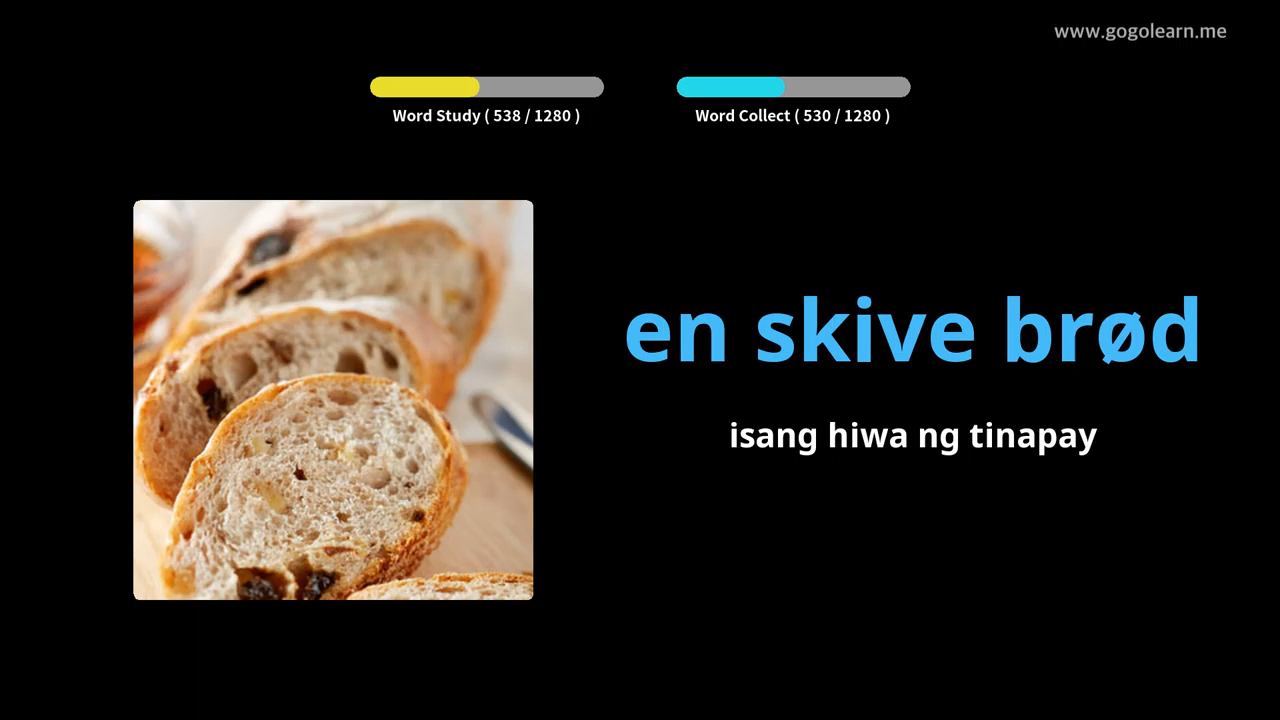 www.gogolearn.me
Word Study ( 538 / 1280 )
Word Collect ( 530 / 1280 )
en skive brød
isang hiwa ng tinapay